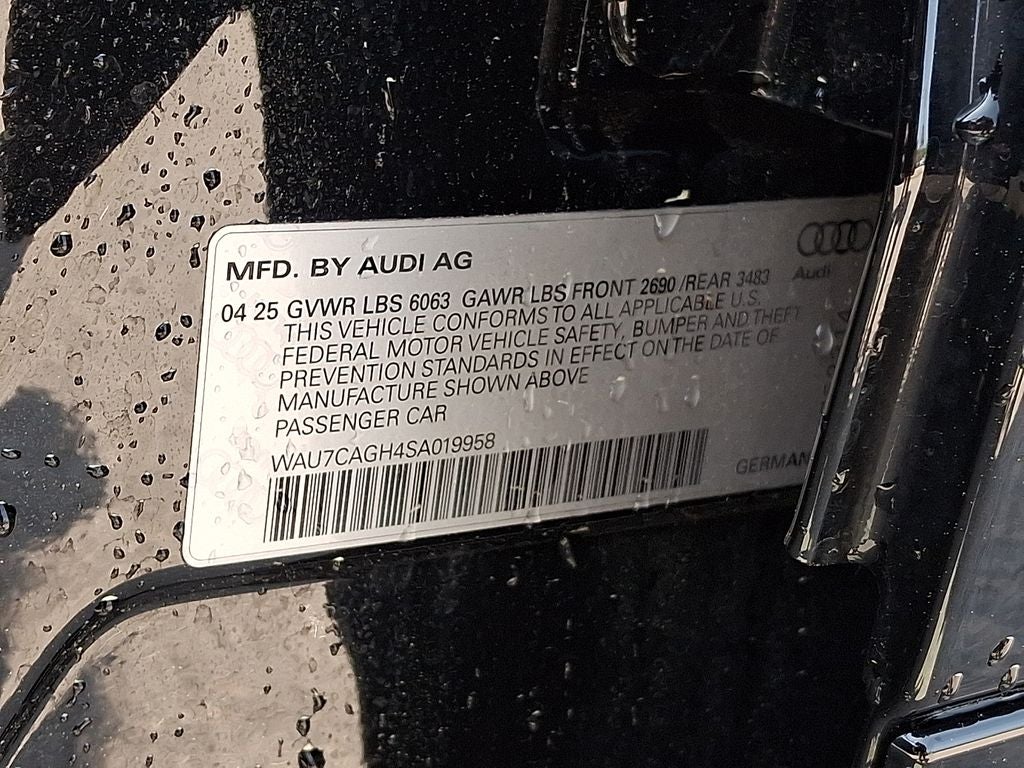 MFD. BY AUDI AG
Audi
04 25 GVWR LBS 6063 GAWR LBS FRONT 2690 /REAR 3483
THIS VEHICLE CONFORMS TO ALL APPLICABLE U.S.
FEDERAL MOTOR VEHICLE SAFETY, BUMPER AND THEFT
PREVENTION STANDARDS IN EFFECT ON THE DATE OF
MANUFACTURE SHOWN ABOVE
PASSENGER CAR
WAU7CAGH4SA019958
GERMAN